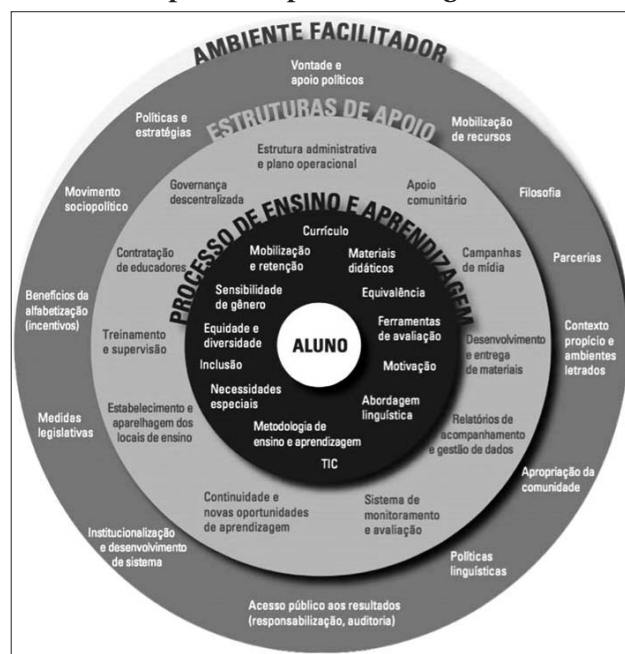 AMBIENTE FACILITADOR
Vontade e
apoio políticos
Políticas e
estratégias
Mobilização
de recursos
Movimento
sociopolítico
Filosofia
Parcerias
Benefícios da
alfabetização
(incentivos)
Contexto
propício e
ambientes
letrados
Medidas
legislativas
Apropriação da
comunidade
Institucionalização
e desenvolvimento
de sistema
Políticas
linguísticas
Acesso público aos resultados
(responsabilização, auditoria)
ESTRUTURAS DE APOIO
Estrutura administrativa
e plano operacional
Governança
descentralizada
Apoio
comunitário
Contratação
de educadores
Campanhas
de mídia
Treinamento
e supervisão
Desenvolvimento
e entrega
de materiais
Estabelecimento e
aparelhagem dos
locais de ensino
Relatórios de
acompanhamento
e gestão de dados
Continuidade e
novas oportunidades
de aprendizagem
Sistema de
monitoramento
e avaliação
PROCESSO DE ENSINO E APRENDIZAGEM
Currículo
Mobilização
e retenção
Materiais
didáticos
Sensibilidade
de gênero
Equivalência
Equidade e
diversidade
Ferramentas
de avaliação
Inclusão
Motivação
Necessidades
especiais
Abordagem
linguística
Metodologia de
ensino e aprendizagem
TIC
ALUNO